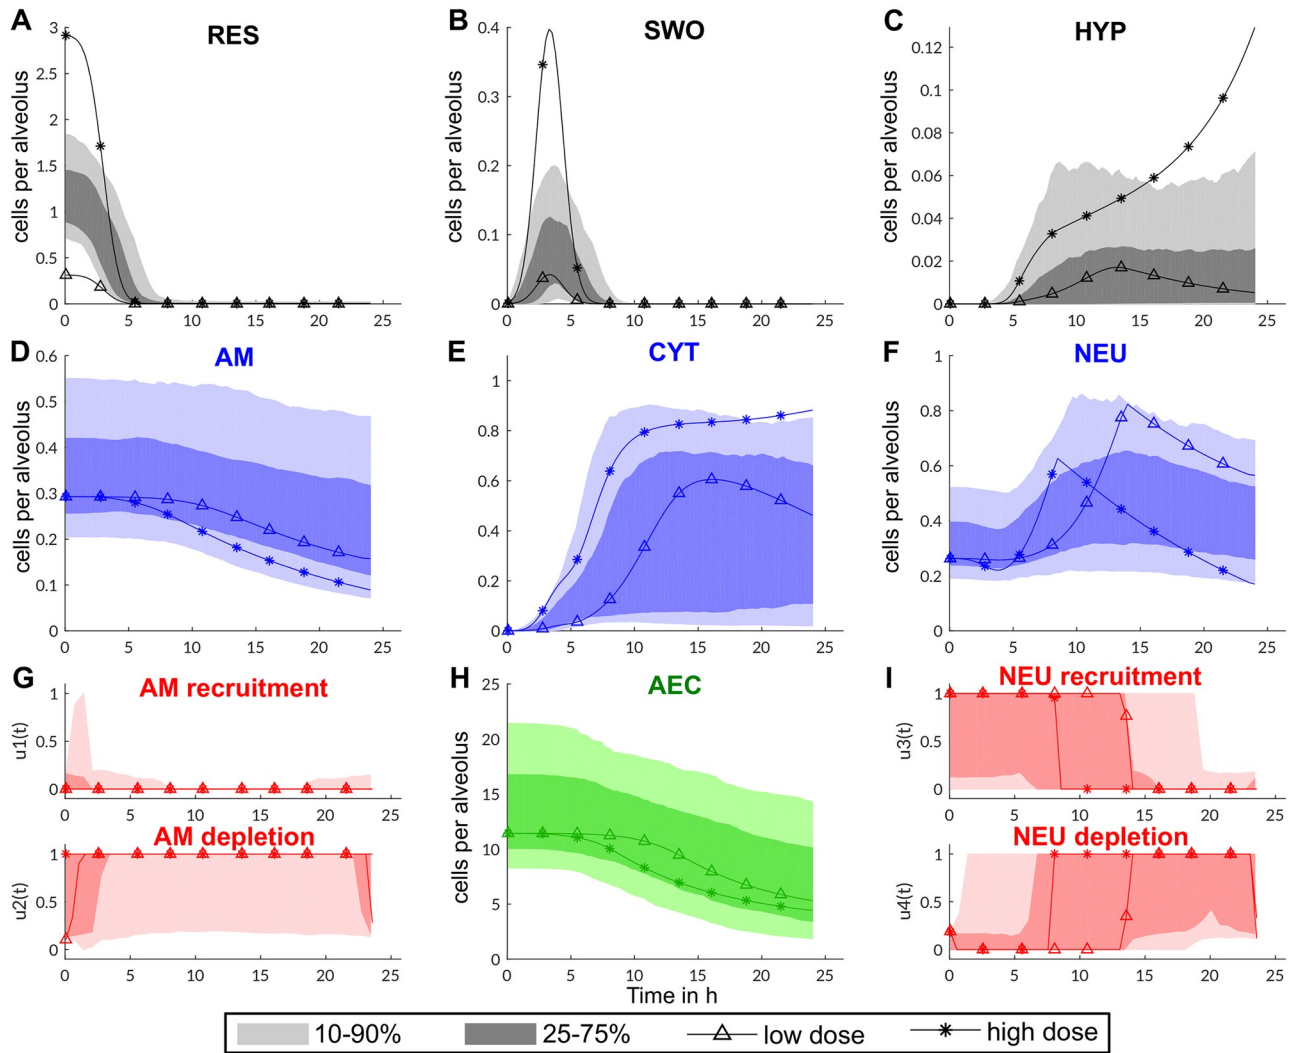 A RES
3
2.5
2
1.5
1
0.5
0
cells per alveolus
0 5 10 15 20 25
B SWO
0.4
0.3
0.2
0.1
0
cells per alveolus
0 5 10 15 20 25
C HYP
0.12
0.1
0.08
0.06
0.04
0.02
0
cells per alveolus
0 5 10 15 20 25
D AM
0.6
0.5
0.4
0.3
0.2
0.1
0
cells per alveolus
0 5 10 15 20 25
E CYT
1
0.8
0.6
0.4
0.2
0
cells per alveolus
0 5 10 15 20 25
F NEU
1
0.8
0.6
0.4
0.2
0
cells per alveolus
0 5 10 15 20 25
G AM recruitment
1
0.5
0
u1(t)
0 5 10 15 20 25
AM depletion
1
0.5
0
u2(t)
0 5 10 15 20 25
H AEC
25
20
15
10
5
0
cells per alveolus
0 5 10 15 20 25
Time in h
I NEU recruitment
1
0.5
0
u3(t)
0 5 10 15 20 25
NEU depletion
1
0.5
0
u4(t)
0 5 10 15 20 25
10-90% 25-75% low dose high dose